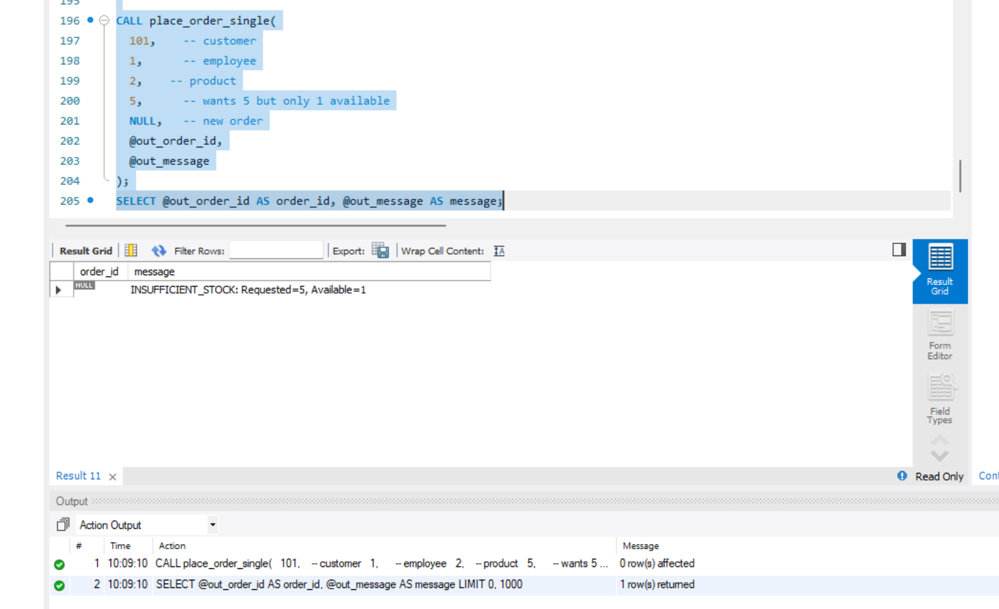 195
196 CALL place_order_single(
197 101, -- customer
198 1, -- employee
199 2, -- product
200 5, -- wants 5 but only 1 available
201 NULL, -- new order
202 @out_order_id,
203 @out_message
204 );
205 SELECT @out_order_id AS order_id, @out_message AS message;
Result Grid Filter Rows: Export: Wrap Cell Content:
order_id message
NULL INSUFFICIENT_STOCK: Requested=5, Available=1
Result
Grid
Form
Editor
Field
Types
Result 11 Read Only Cont
Output
Action Output
# Time Action Message
1 10:09:10 CALL place_order_single( 101, -- customer 1, -- employee 2, -- product 5, -- wants 5 ... 0 row(s) affected
2 10:09:10 SELECT @out_order_id AS order_id, @out_message AS message LIMIT 0, 1000 1 row(s) returned